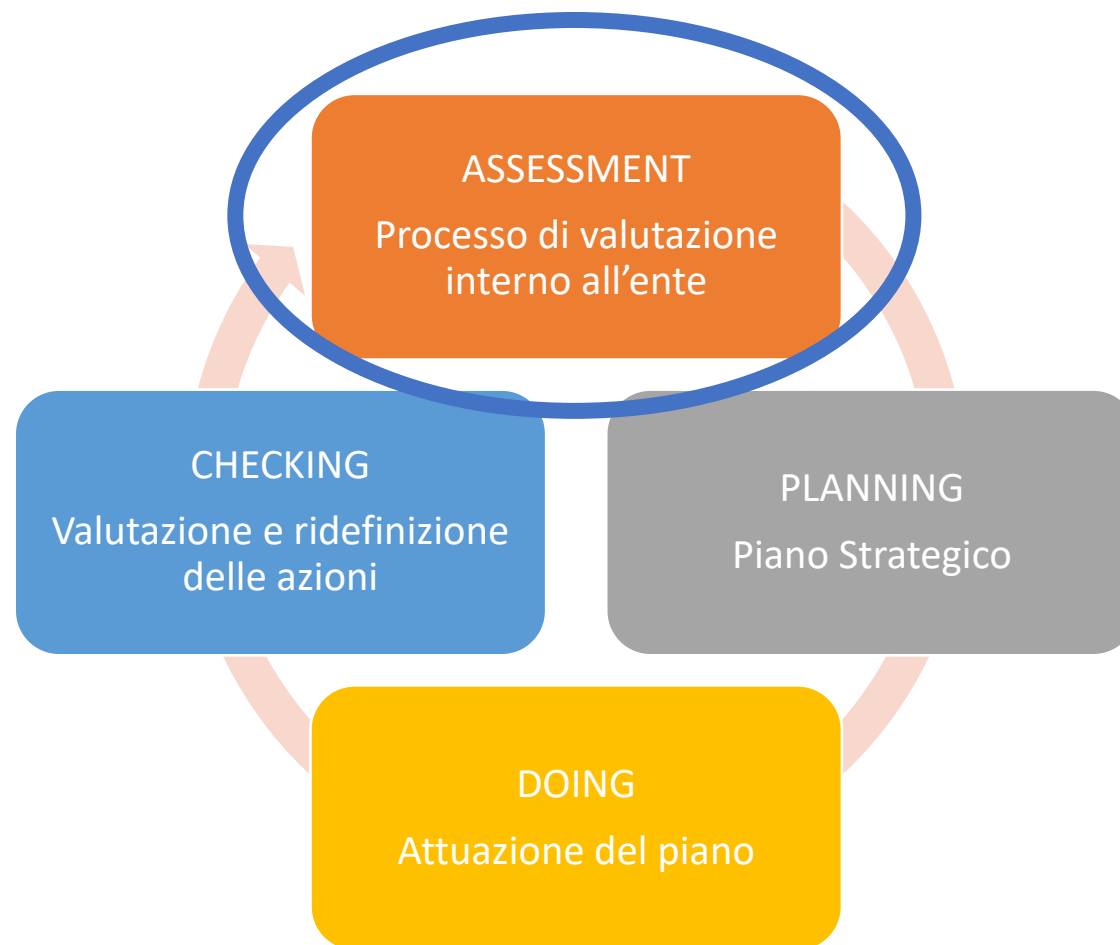 ASSESSMENT
Processo di valutazione
interno all’ente
PLANNING
Piano Strategico
DOING
Attuazione del piano
CHECKING
Valutazione e ridefinizione
delle azioni